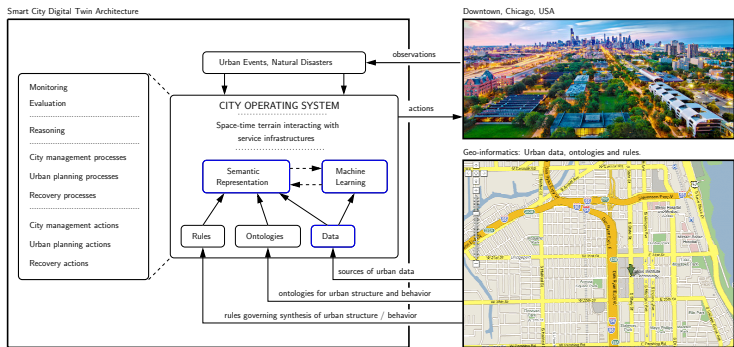 Smart City Digital Twin Architecture
Downtown, Chicago, USA
Urban Events, Natural Disasters
observations
actions
Monitoring
Evaluation
Reasoning
City management processes
Urban planning processes
Recovery processes
City management actions
Urban planning actions
Recovery actions
CITY OPERATING SYSTEM
Space-time terrain interacting with
service infrastructures
Semantic
Representation
Machine
Learning
Rules
Ontologies
Data
sources of urban data
ontologies for urban structure and behavior
rules governing synthesis of urban structure / behavior
Geo-informatics: Urban data, ontologies and rules.